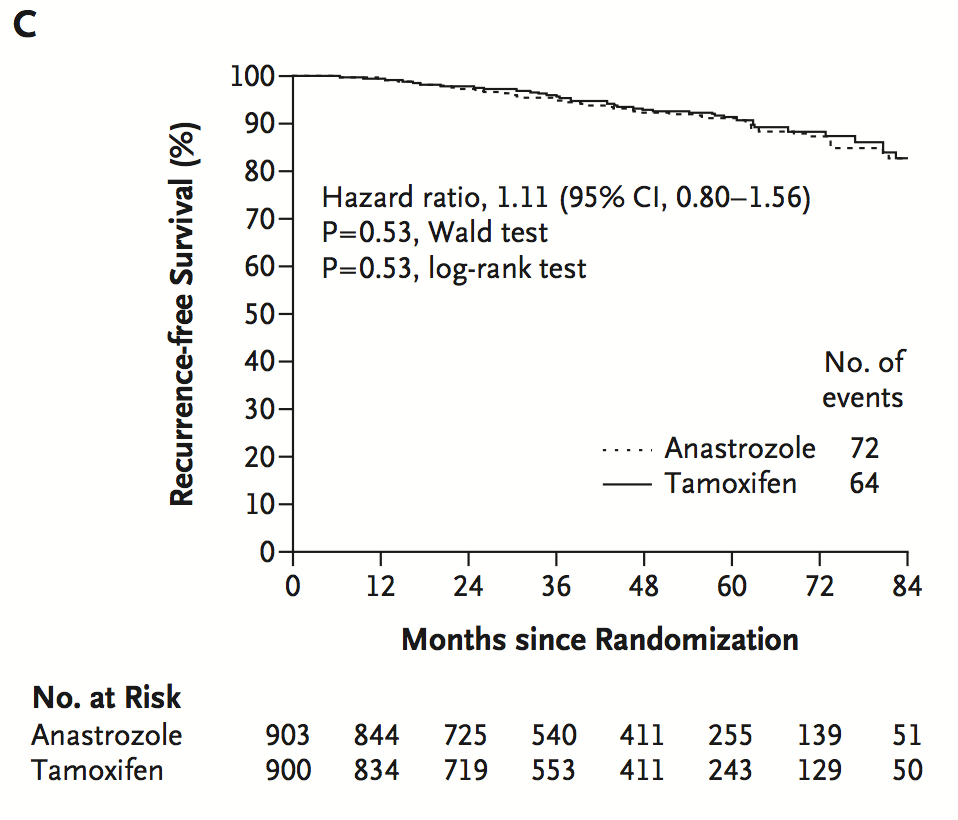 C
100
90
80
70
60
50
40
30
20
10
0
Recurrence-free Survival (%)
Hazard ratio, 1.11 (95% CI, 0.80–1.56)
P=0.53, Wald test
P=0.53, log-rank test
No. of
events
Anastrozole 72
Tamoxifen 64
0 12 24 36 48 60 72 84
Months since Randomization
No. at Risk
Anastrozole 903 844 725 540 411 255 139 51
Tamoxifen 900 834 719 553 411 243 129 50